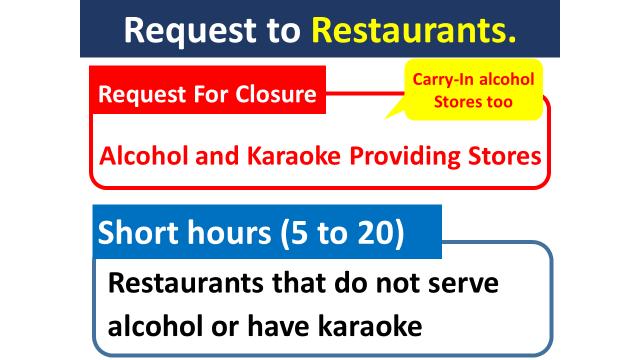 Request to Restaurants.
Carry-In alcohol
Stores too
Request For Closure
Alcohol and Karaoke Providing Stores
Short hours (5 to 20)
Restaurants that do not serve
alcohol or have karaoke